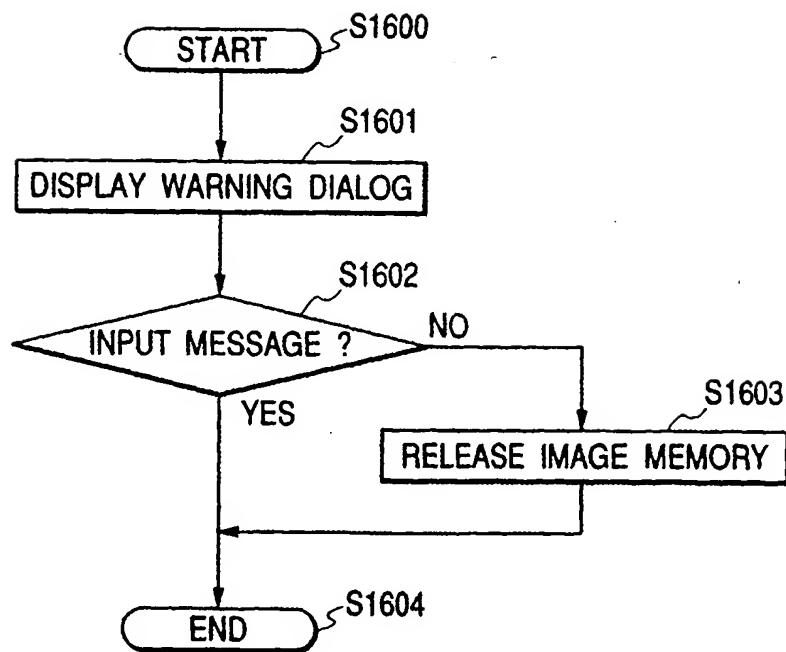 S1600
START
S1601
DISPLAY WARNING DIALOG
S1602
INPUT MESSAGE ?
NO
YES
S1603
RELEASE IMAGE MEMORY
S1604
END